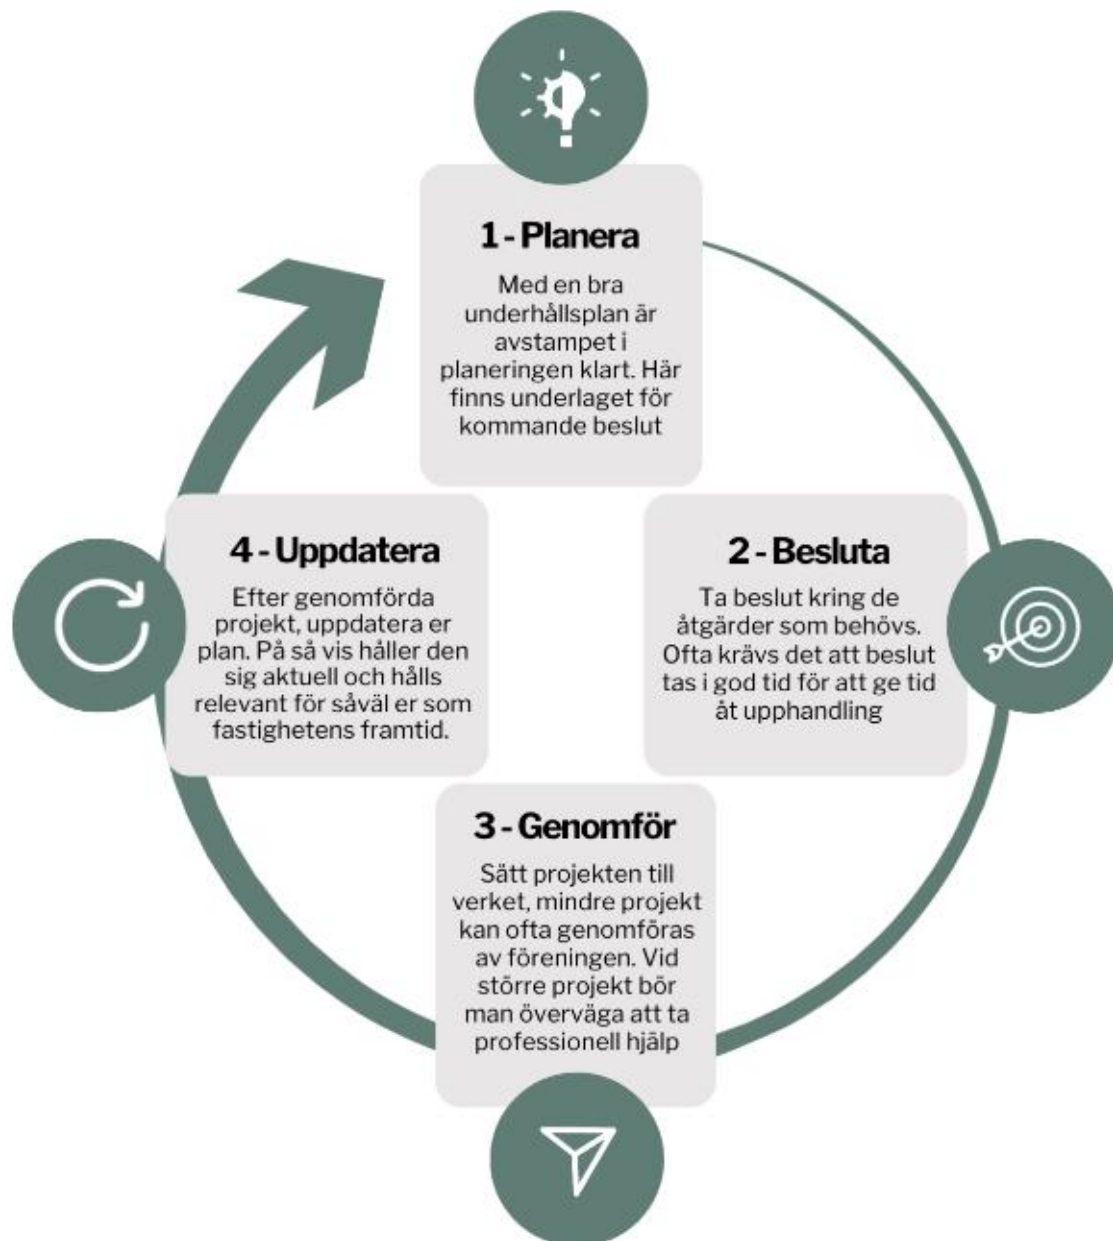 1 - Planera
Med en bra
underhållsplan är
avstampet i
planeringen klart. Här
finns underlaget för
kommande beslut
2 - Besluta
Ta beslut kring de
åtgärder som behövs.
Ofta krävs det att beslut
tas i god tid för att ge tid
åt upphandling
3 - Genomför
Sätt projekten till
verket, mindre projekt
kan ofta genomföras
av föreningen. Vid
större projekt bör
man överväga att ta
professionell hjälp
4 - Uppdatera
Efter genomförda
projekt, uppdatera er
plan. På så vis håller den
sig aktuell och hålls
relevant för såväl er som
fastighetens framtid.